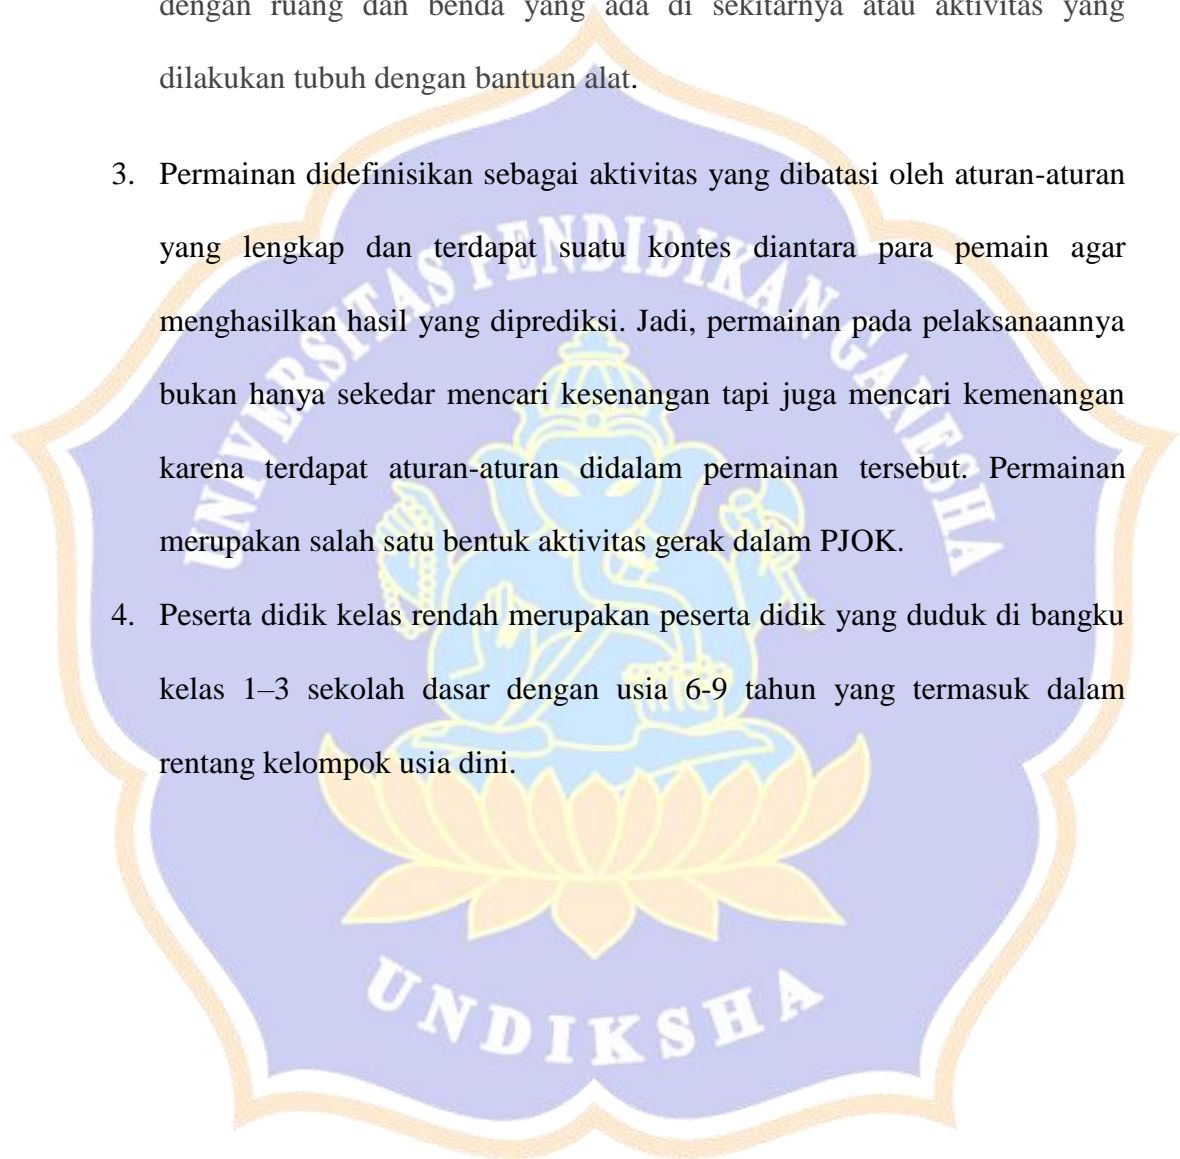 dengan ruang dan benda yang ada di sekitarnya atau aktivitas yang
dilakukan tubuh dengan bantuan alat.
3. Permainan didefinisikan sebagai aktivitas yang dibatasi oleh aturan-aturan
yang lengkap dan terdapat suatu kontes diantara para pemain agar
menghasilkan hasil yang diprediksi. Jadi, permainan pada pelaksanaannya
bukan hanya sekedar mencari kesenangan tapi juga mencari kemenangan
karena terdapat aturan-aturan didalam permainan tersebut. Permainan
merupakan salah satu bentuk aktivitas gerak dalam PJOK.
4. Peserta didik kelas rendah merupakan peserta didik yang duduk di bangku
kelas 1–3 sekolah dasar dengan usia 6-9 tahun yang termasuk dalam
rentang kelompok usia dini.
UNIVERSITAS PENDIDIKAN GANESHA
UNDIKSHA